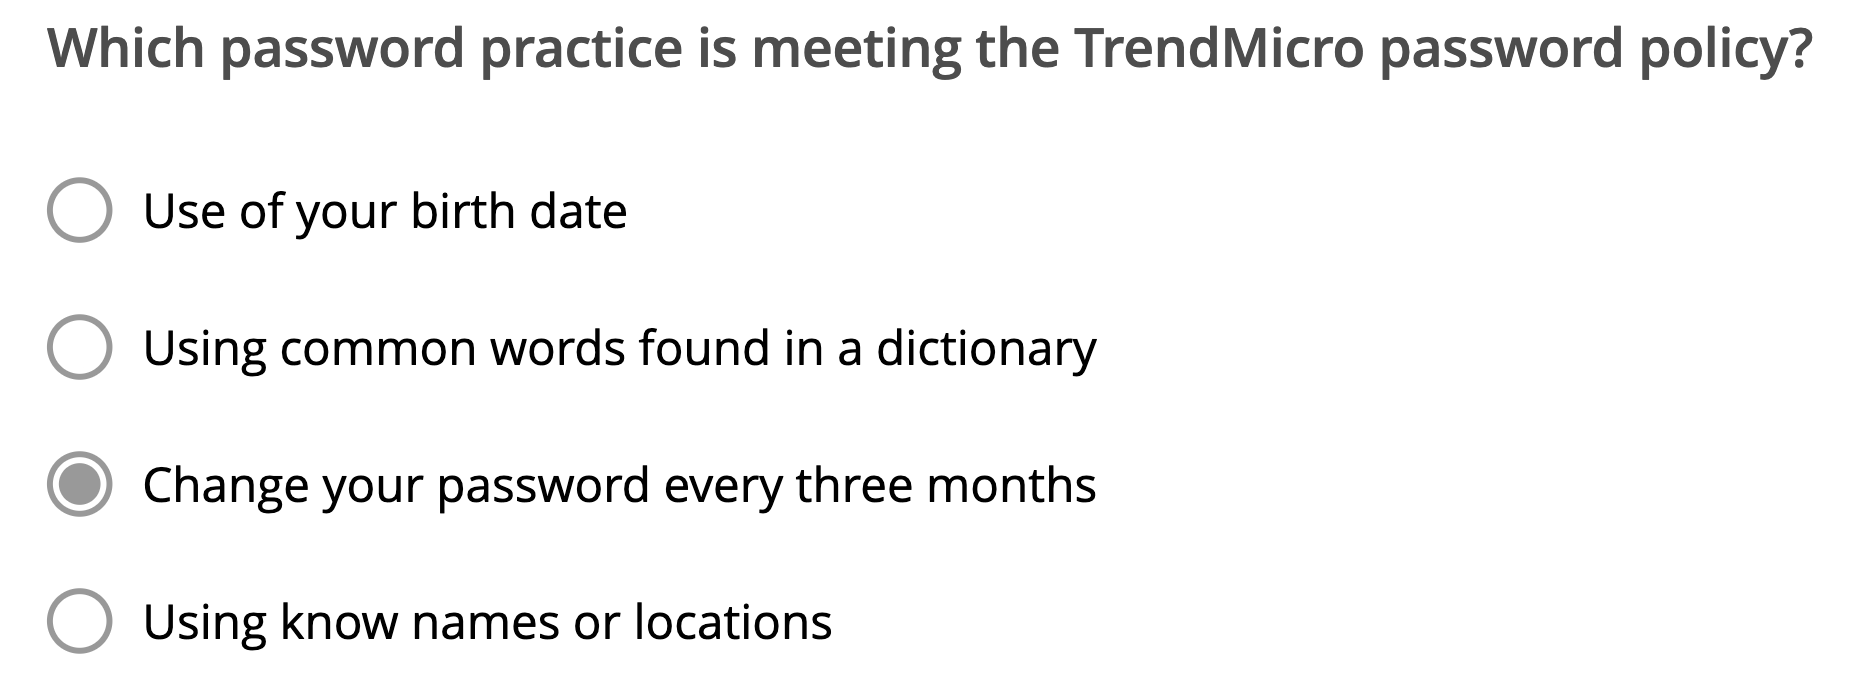 Which password practice is meeting the TrendMicro password policy?
Use of your birth date
Using common words found in a dictionary
Change your password every three months
Using know names or locations